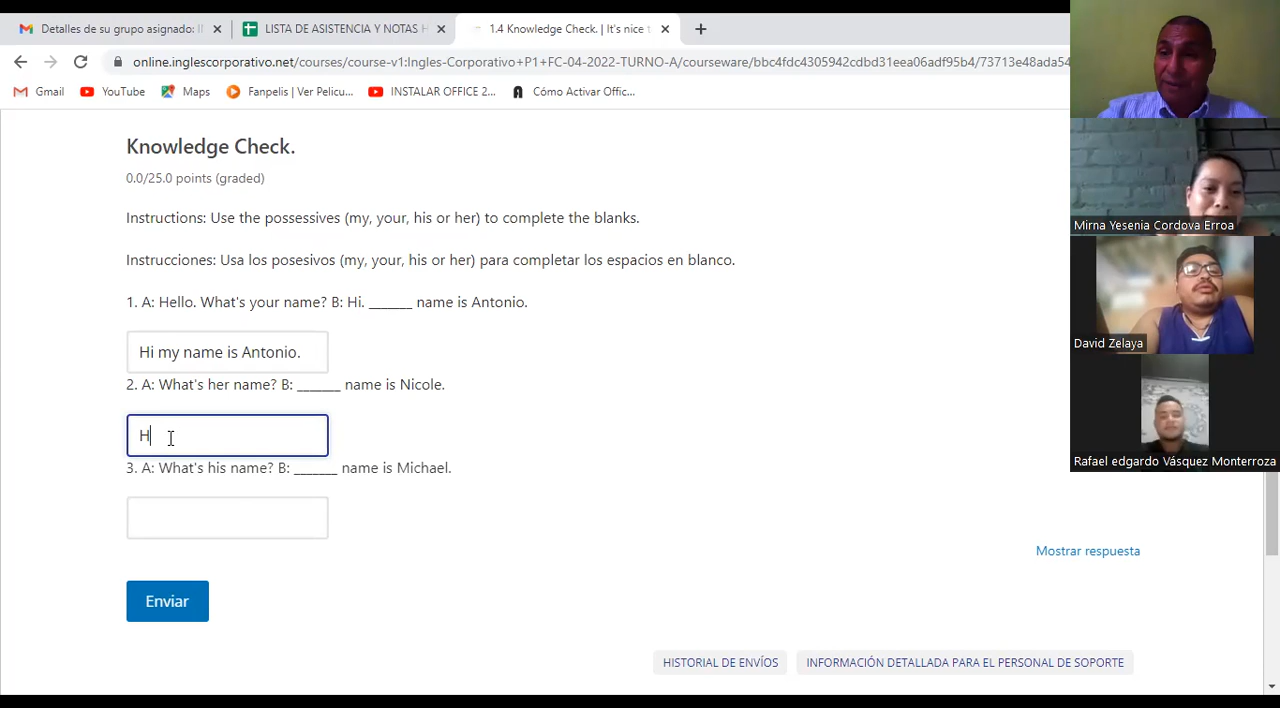 Detalles de su grupo asignado: I
LISTA DE ASISTENCIA Y NOTAS H
1.4 Knowledge Check. | It's nice t
online.inglescorporativo.net/courses/course-v1:Ingles-Corporativo+P1+FC-04-2022-TURNO-A/courseware/bbc4fdc4305942cdbd31eea06adf95b4/73713e48ada54
Gmail
YouTube
Maps
Fanpelis | Ver Pelicu...
INSTALAR OFFICE 2...
Cómo Activar Offic...
Knowledge Check.
0.0/25.0 points (graded)
Instructions: Use the possessives (my, your, his or her) to complete the blanks.
Instrucciones: Usa los posesivos (my, your, his or her) para completar los espacios en blanco.
1. A: Hello. What's your name? B: Hi. _______ name is Antonio.
Hi my name is Antonio.
2. A: What's her name? B: _______ name is Nicole.
H
3. A: What's his name? B: _______ name is Michael.
Mostrar respuesta
Enviar
HISTORIAL DE ENVÍOS
INFORMACIÓN DETALLADA PARA EL PERSONAL DE SOPORTE
Mirna Yesenia Cordova Erroa
David Zelaya
Rafael edgardo Vásquez Monterroza